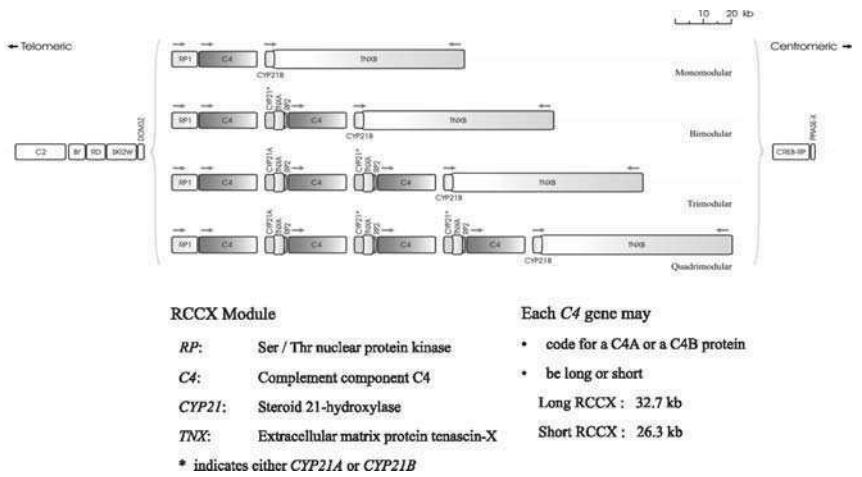 10 20 kb
Telomeric
Centromeric
RP1 C4 TNXB
CYP21B
Monomodular
CYP21*
TNXA
RP2
RP1 C4 C4 TNXB
CYP21B
Bimodular
C2 Bf RD SKI2W DOM3Z
CREB-RP PPASE-X
CYP21A
TNXA
RP2
CYP21*
TNXA
RP2
RP1 C4 C4 C4 TNXB
CYP21B
Trimodular
CYP21A
TNXA
RP2
CYP21*
TNXA
RP2
CYP21*
TNXA
RP2
RP1 C4 C4 C4 C4 TNXB
CYP21B
Quadrimodular
RCCX Module
RP: Ser / Thr nuclear protein kinase
C4: Complement component C4
CYP21: Steroid 21-hydroxylase
TNX: Extracellular matrix protein tenascin-X
* indicates either CYP21A or CYP21B
Each C4 gene may
• code for a C4A or a C4B protein
• be long or short
Long RCCX : 32.7 kb
Short RCCX : 26.3 kb